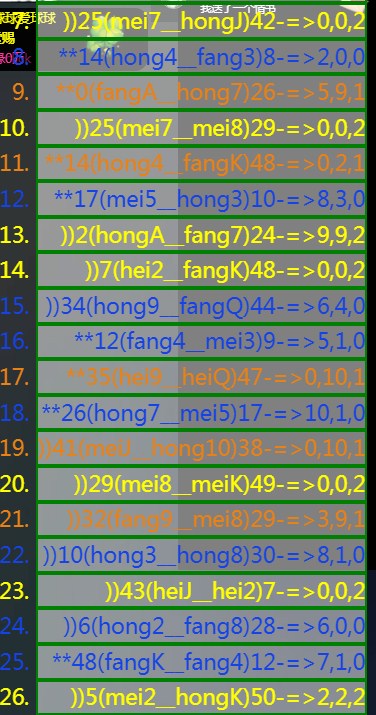 我送了一个情书
7. ))25(mei7__hongJ)42-=>0,0,2
8. **14(hong4__fang3)8-=>2,0,0
9. **0(fangA__hong7)26-=>5,9,1
10. ))25(mei7__mei8)29-=>0,0,2
11. **14(hong4__fangK)48-=>0,2,1
12. **17(mei5__hong3)10-=>8,3,0
13. ))2(hongA__fang7)24-=>9,9,2
14. ))7(hei2__fangK)48-=>0,0,2
15. ))34(hong9__fangQ)44-=>6,4,0
16. **12(fang4__mei3)9-=>5,1,0
17. **35(hei9__heiQ)47-=>0,10,1
18. **26(hong7__mei5)17-=>10,1,0
19. ))41(meiJ__hong10)38-=>0,10,1
20. ))29(mei8__meiK)49-=>0,0,2
21. ))32(fang9__mei8)29-=>3,9,1
22. ))10(hong3__hong8)30-=>8,1,0
23. ))43(heiJ__hei2)7-=>0,0,2
24. ))6(hong2__fang8)28-=>6,0,0
25. **48(fangK__fang4)12-=>7,1,0
26. ))5(mei2__hongK)50-=>2,2,2